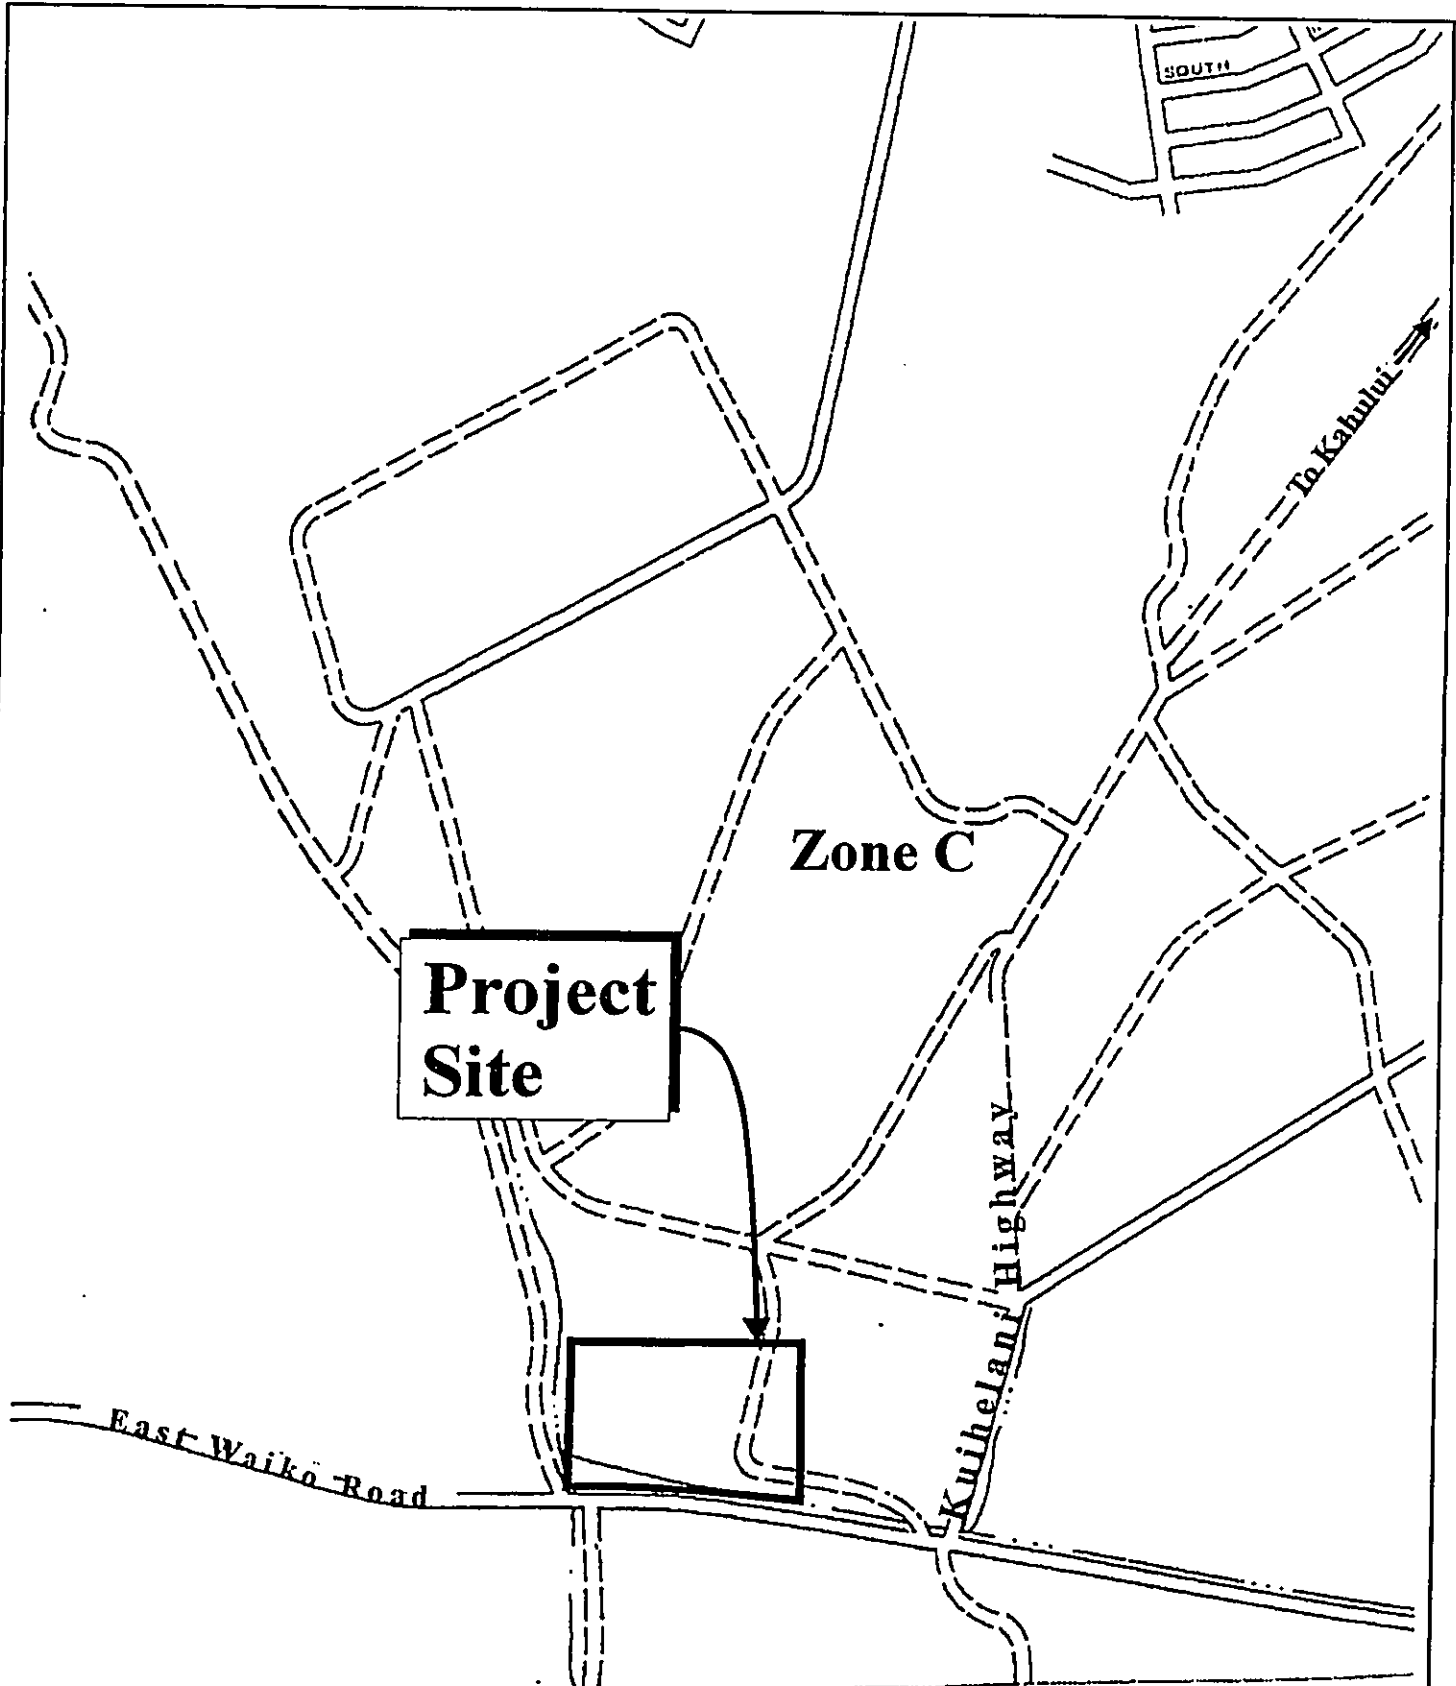 SOUTH
To Kahului
Zone C
Project
Site
Kuihelani Highway
East Waiko Road